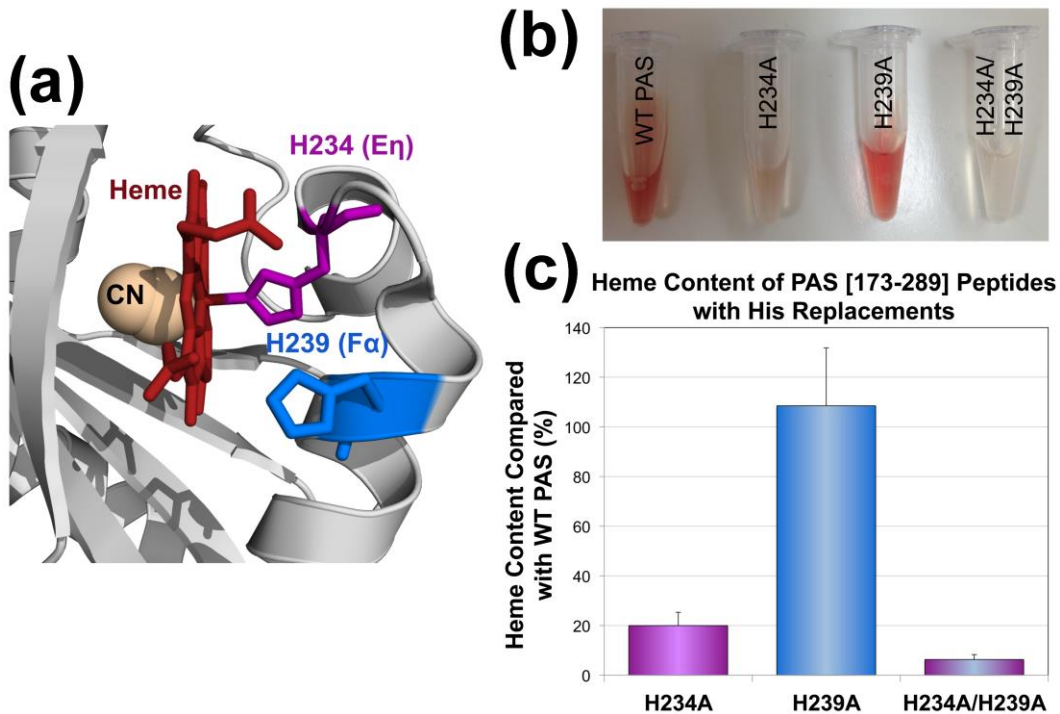 (a)
H234 (Eη)
Heme
CN
H239 (Fα)
(b)
WT PAS
H234A
H239A
H234A/
H239A
(c)
Heme Content of PAS [173-289] Peptides
with His Replacements
Heme Content Compared
with WT PAS (%)
140
120
100
80
60
40
20
0
H234A
H239A
H234A/H239A